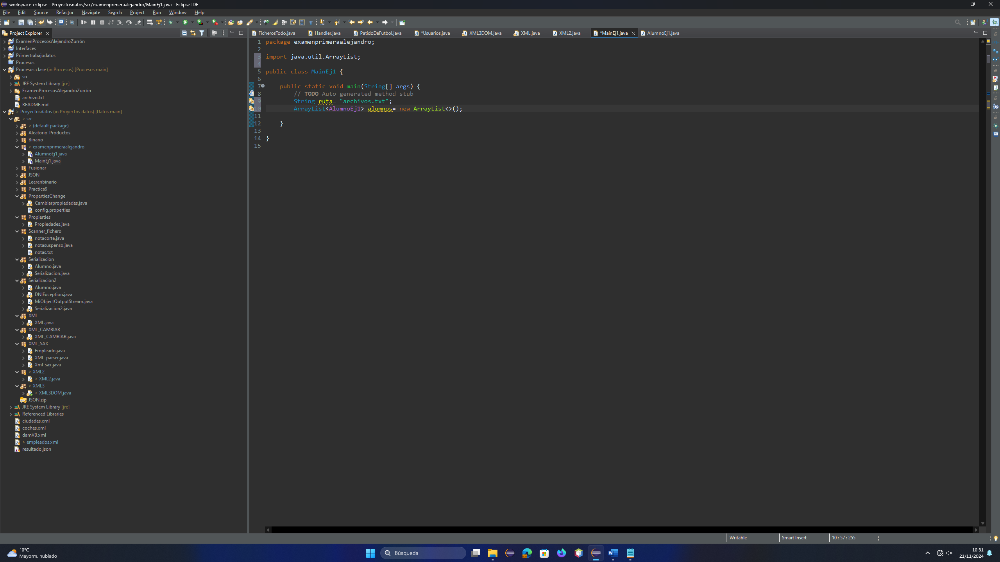 workspace-eclipse - Proyectosdatos/src/examenprimeraalejandro/MainEj1.java - Eclipse IDE
File Edit Source Refactor Navigate Search Project Run Window Help
Project Explorer
ExamenProcesosAlejandroZurrón
Interfaces
Primertrabajodatos
Procesos
Procesos clase (in Procesos) [Procesos main]
src
JRE System Library [jre]
ExamenProcesosAlejandroZurrón
archivo.txt
README.md
> Proyectosdatos (in Proyectos datos) [Datos main]
> src
> (default package)
Aleatorio_Productos
Binario
> examenprimeraalejandro
AlumnoEj1.java
MainEj1.java
Fusionar
JSON
Leerenbinario
Practica9
PropertiesChange
Cambiarpropiedades.java
config.properties
Propierties
Propiedades.java
Scanner_fichero
notacorte.java
notasuspenso.java
notas.txt
Serializacion
Alumno.java
Serializacion.java
Serializacion2
Alumno.java
DNIException.java
MiObjectOutputStream.java
Serializacion2.java
XML
XML.java
XML_CAMBIAR
XML_CAMBIAR.java
XML_SAX
Empleado.java
XML_parser.java
Xml_sax.java
> XML2
> XML2.java
> XML3
> XML3DOM.java
JSON.zip
JRE System Library [jre]
Referenced Libraries
ciudades.xml
coches.xml
damVB.xml
> empleados.xml
resultado.json
FicherosTodo.java Handler.java PatidoDeFutbol.java *Usuarios.java XML3DOM.java XML.java XML2.java *MainEj1.java AlumnoEj1.java
1 package examenprimeraalejandro;
2
3 import java.util.ArrayList;
4
5 public class MainEj1 {
6
7 public static void main(String[] args) {
8 // TODO Auto-generated method stub
9 String ruta= "archivos.txt";
10 ArrayList<AlumnoEj1> alumnos= new ArrayList<>();
11
12 }
13
14 }
15
Writable Smart Insert 10 : 57 : 255
10°C
Mayorm. nublado
Búsqueda
10:31
21/11/2024